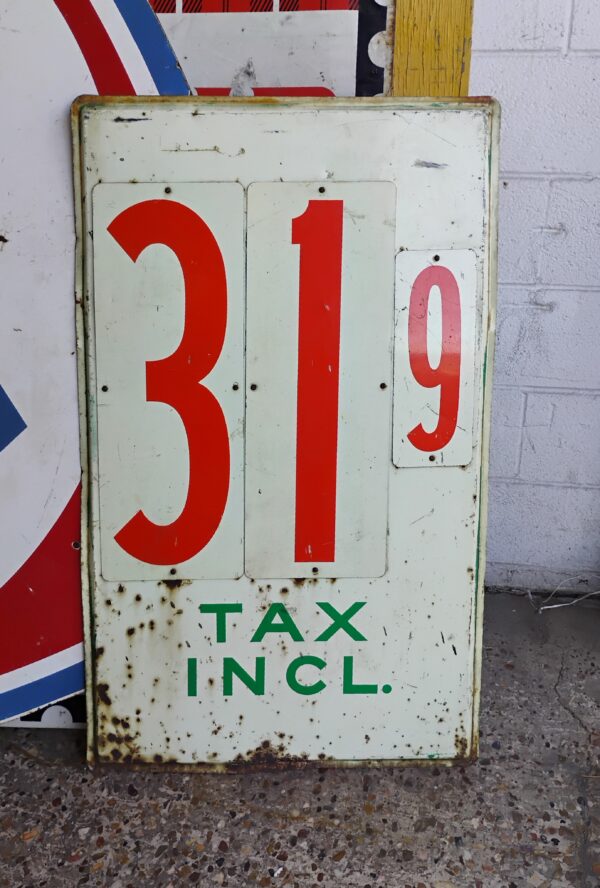 31 9
TAX
INCL.